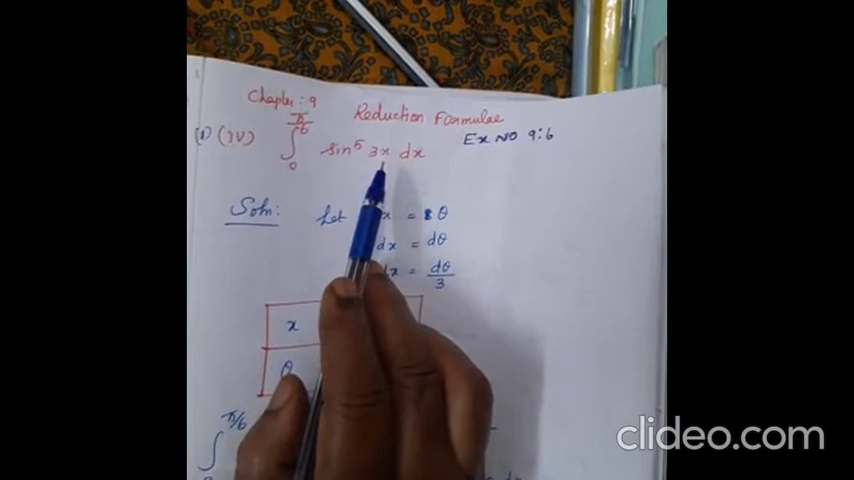 Chapter : 9
Reduction Formulae
(1) (IV) ∫₀^(π/6) sin⁵ 3x dx
Ex NO 9:6
Soln: Let x = θ
dx = dθ
dx = dθ/3
x
θ
π/6
∫
clideo.com